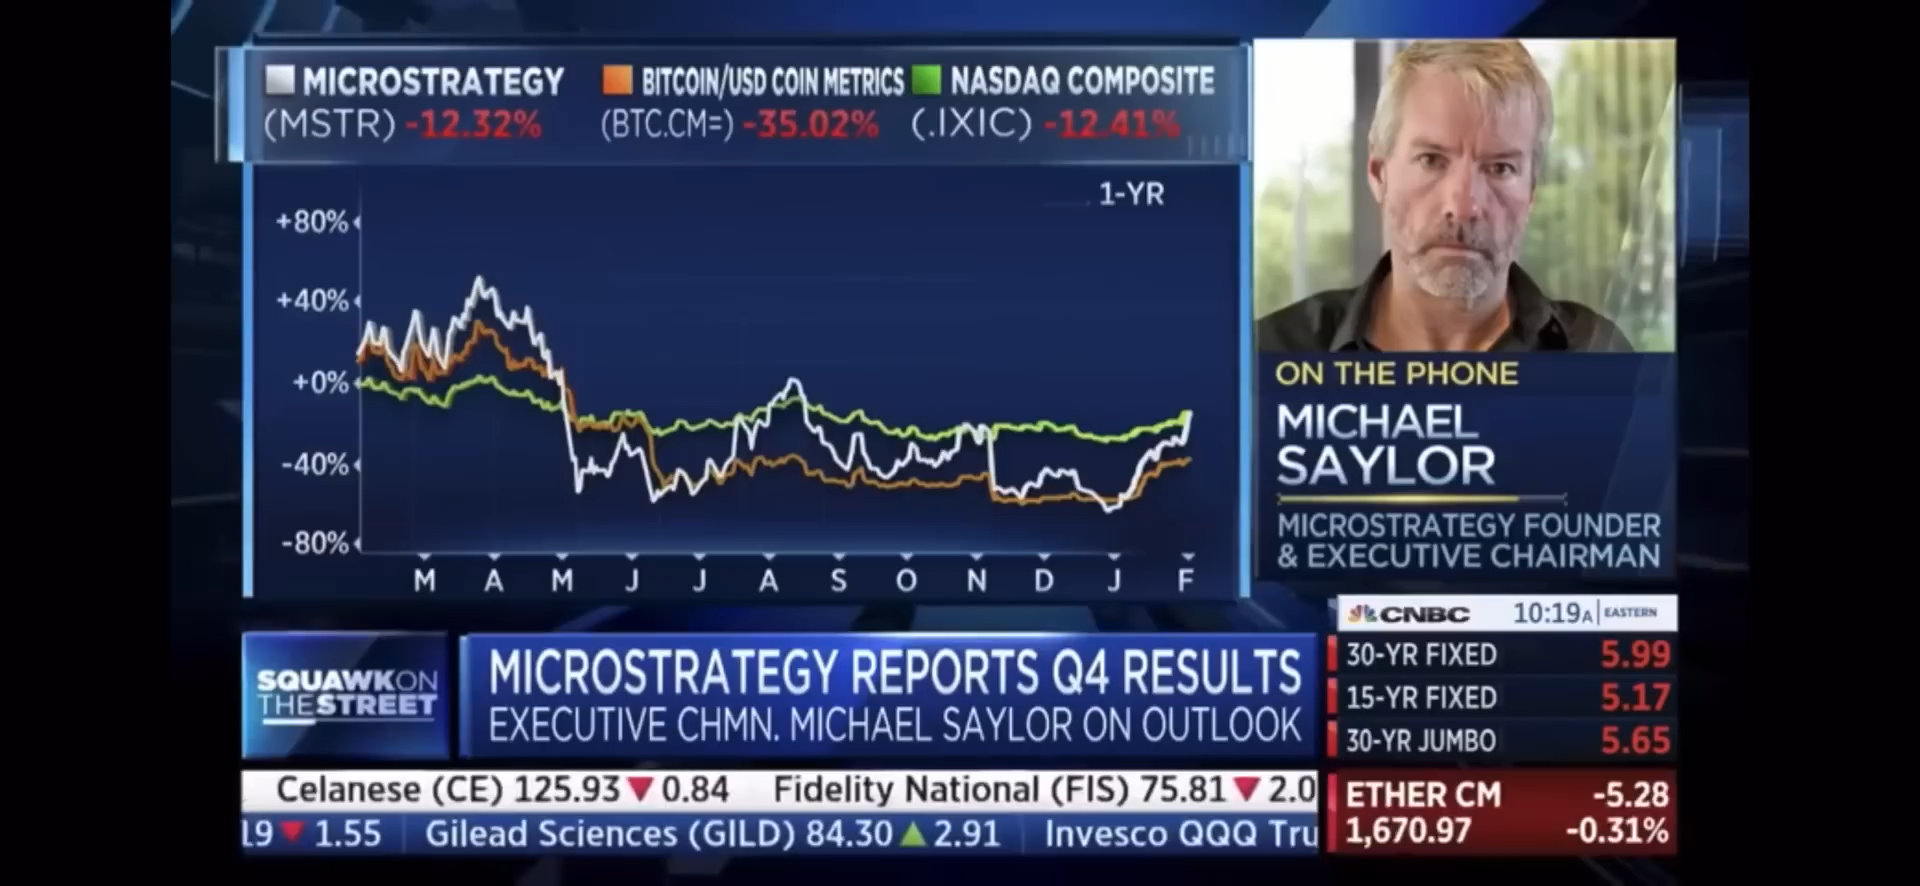 MICROSTRATEGY
(MSTR) -12.32%
BITCOIN/USD COIN METRICS
(BTC.CM=) -35.02%
NASDAQ COMPOSITE
(.IXIC) -12.41%
1-YR
+80%
+40%
+0%
-40%
-80%
M A M J J A S O N D J F
ON THE PHONE
MICHAEL
SAYLOR
MICROSTRATEGY FOUNDER
& EXECUTIVE CHAIRMAN
CNBC 10:19A EASTERN
30-YR FIXED 5.99
15-YR FIXED 5.17
30-YR JUMBO 5.65
ETHER CM -5.28
1,670.97 -0.31%
SQUAWK ON
THE STREET
MICROSTRATEGY REPORTS Q4 RESULTS
EXECUTIVE CHMN. MICHAEL SAYLOR ON OUTLOOK
Celanese (CE) 125.93 ▼ 0.84 Fidelity National (FIS) 75.81 ▼ 2.0
19 ▼ 1.55 Gilead Sciences (GILD) 84.30 ▲ 2.91 Invesco QQQ Tru